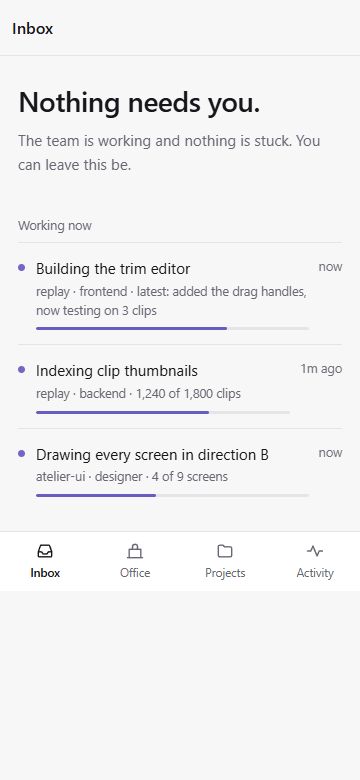 Inbox
Nothing needs you.
The team is working and nothing is stuck. You
can leave this be.
Working now
Building the trim editor
now
replay · frontend · latest: added the drag handles,
now testing on 3 clips
Indexing clip thumbnails
1m ago
replay · backend · 1,240 of 1,800 clips
Drawing every screen in direction B
now
atelier-ui · designer · 4 of 9 screens
Inbox
Office
Projects
Activity